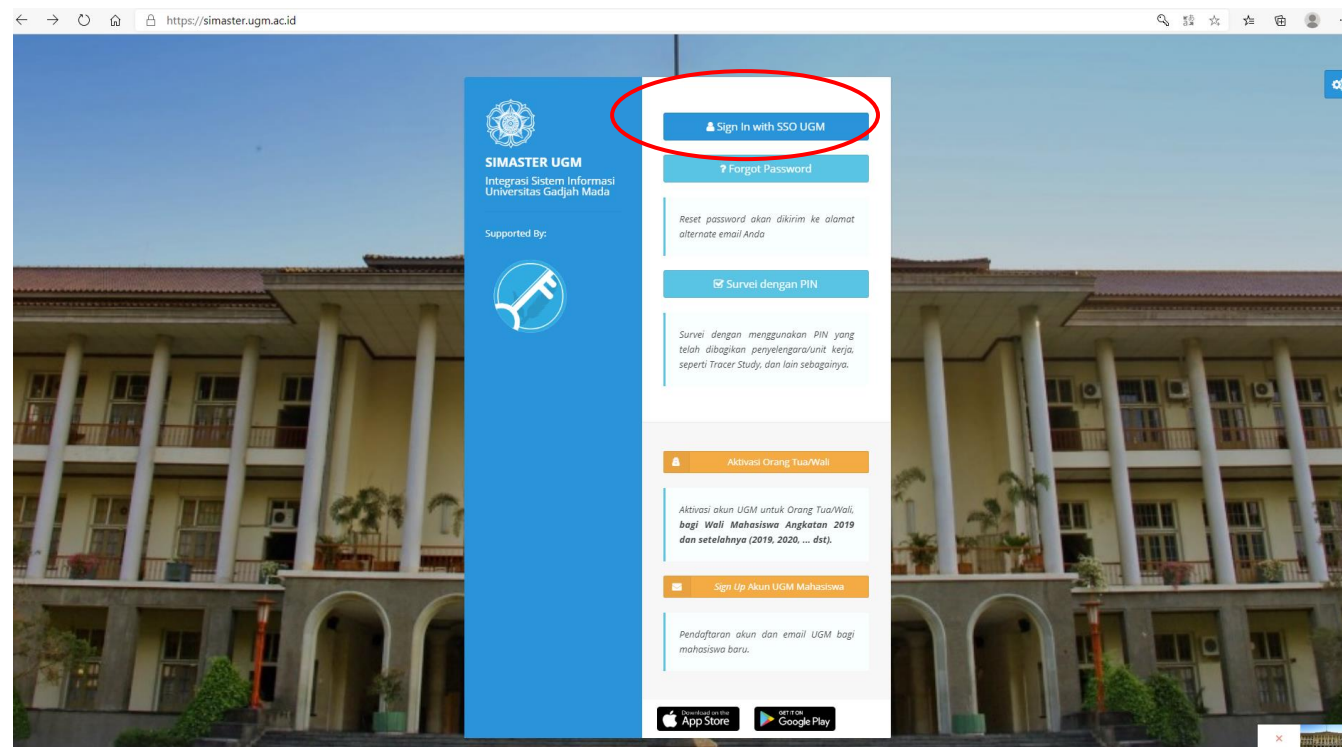 https://simaster.ugm.ac.id
SIMASTER UGM
Integrasi Sistem Informasi
Universitas Gadjah Mada
Supported By:
Sign In with SSO UGM
? Forgot Password
Reset password akan dikirim ke alamat
alternate email Anda
Survei dengan PIN
Survei dengan menggunakan PIN yang
telah dibagikan penyelengara/unit kerja,
seperti Tracer Study, dan lain sebagainya.
Aktivasi Orang Tua/Wali
Aktivasi akun UGM untuk Orang Tua/Wali,
bagi Wali Mahasiswa Angkatan 2019
dan setelahnya (2019, 2020, ... dst).
Sign Up Akun UGM Mahasiswa
Pendaftaran akun dan email UGM bagi
mahasiswa baru.
Download on the
App Store
GET IT ON
Google Play